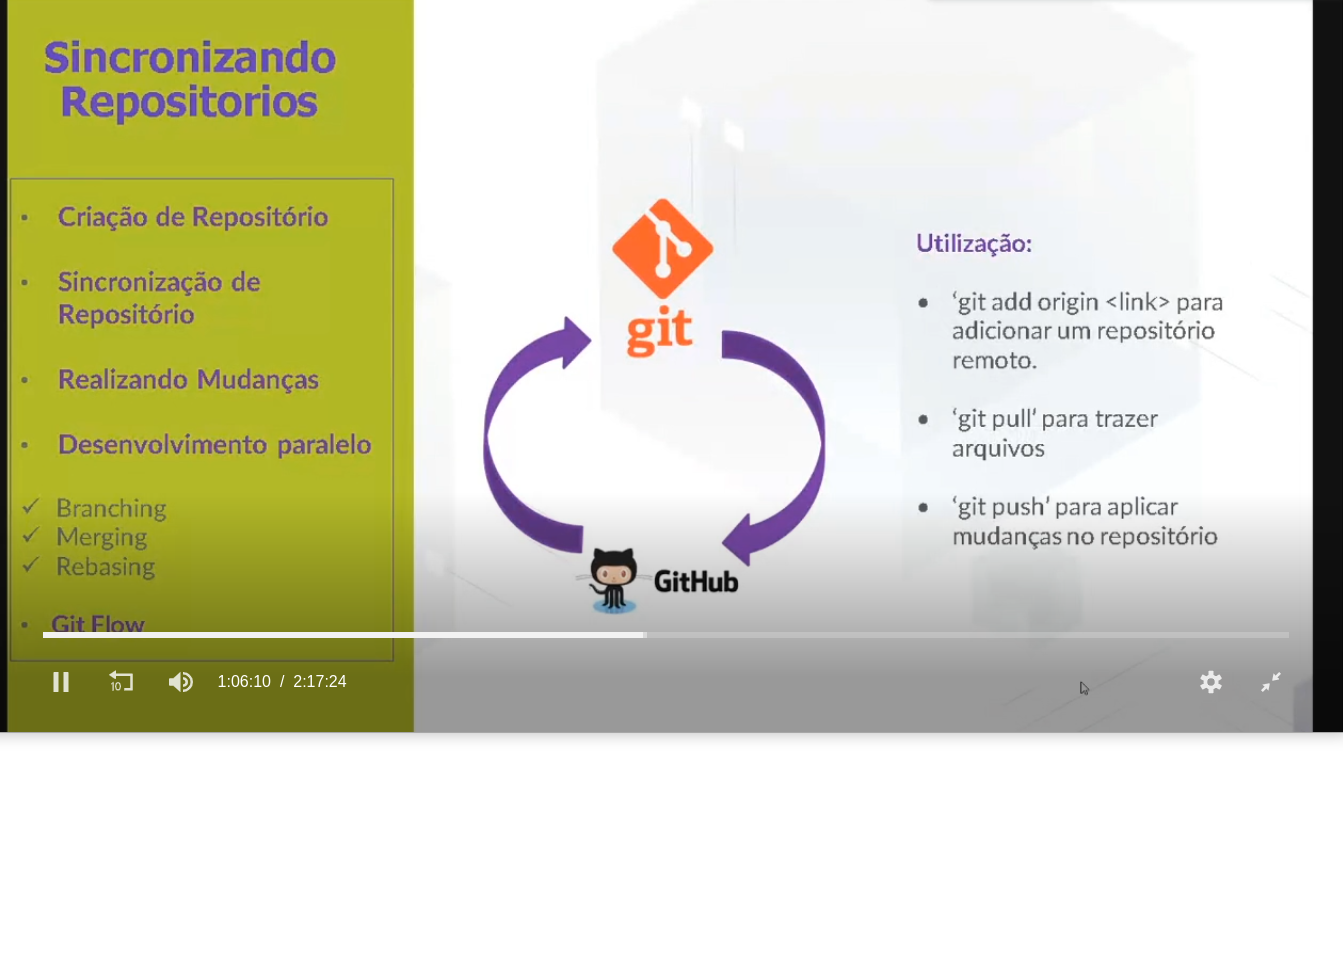 Sincronizando
Repositorios
• Criação de Repositório
• Sincronização de
Repositório
• Realizando Mudanças
• Desenvolvimento paralelo
✓ Branching
✓ Merging
✓ Rebasing
• Git Flow
git
GitHub
Utilização:
● ‘git add origin <link> para
adicionar um repositório
remoto.
● ‘git pull’ para trazer
arquivos
● ‘git push’ para aplicar
mudanças no repositório
10
1:06:10 / 2:17:24